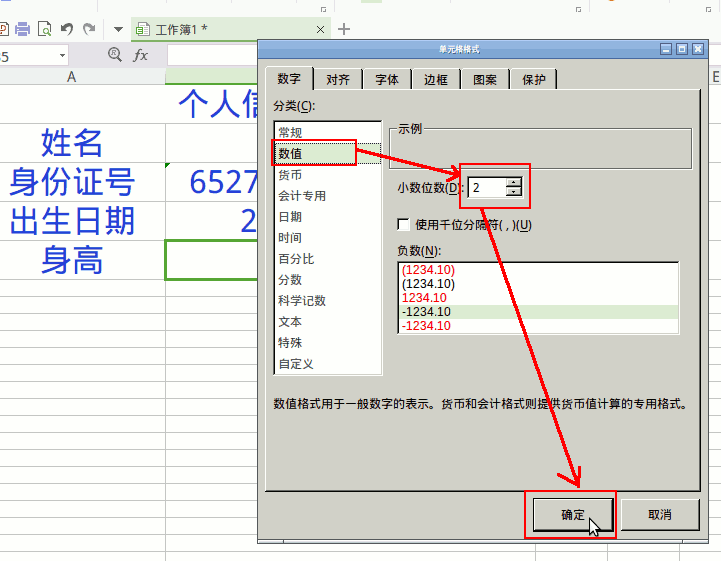 工作簿1 *
fx
A
E
个人信
姓名
身份证号
6527
出生日期
2
身高
单元格格式
数字
对齐
字体
边框
图案
保护
分类(C):
常规
数值
货币
会计专用
日期
时间
百分比
分数
科学记数
文本
特殊
自定义
示例
小数位数(D): 2
使用千位分隔符( , )(U)
负数(N):
(1234.10)
(1234.10)
1234.10
-1234.10
-1234.10
数值格式用于一般数字的表示。货币和会计格式则提供货币值计算的专用格式。
确定
取消